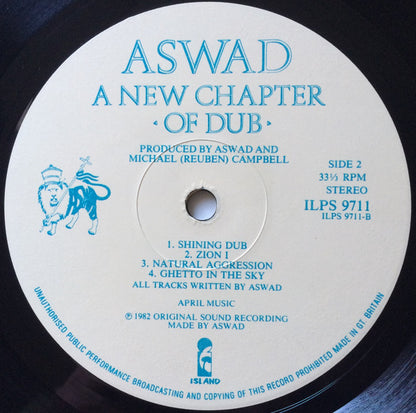 ASWAD
A NEW CHAPTER
· OF DUB ·
PRODUCED BY ASWAD AND
MICHAEL (REUBEN) CAMPBELL
SIDE 2
33⅓ RPM
STEREO
ILPS 9711
ILPS 9711-B
1. SHINING DUB
2. ZION I
3. NATURAL AGGRESSION
4. GHETTO IN THE SKY
ALL TRACKS WRITTEN BY ASWAD
APRIL MUSIC
℗ 1982 ORIGINAL SOUND RECORDING
MADE BY ASWAD
ISLAND
UNAUTHORISED PUBLIC PERFORMANCE BROADCASTING AND COPYING OF THIS RECORD PROHIBITED MADE IN GT. BRITAIN